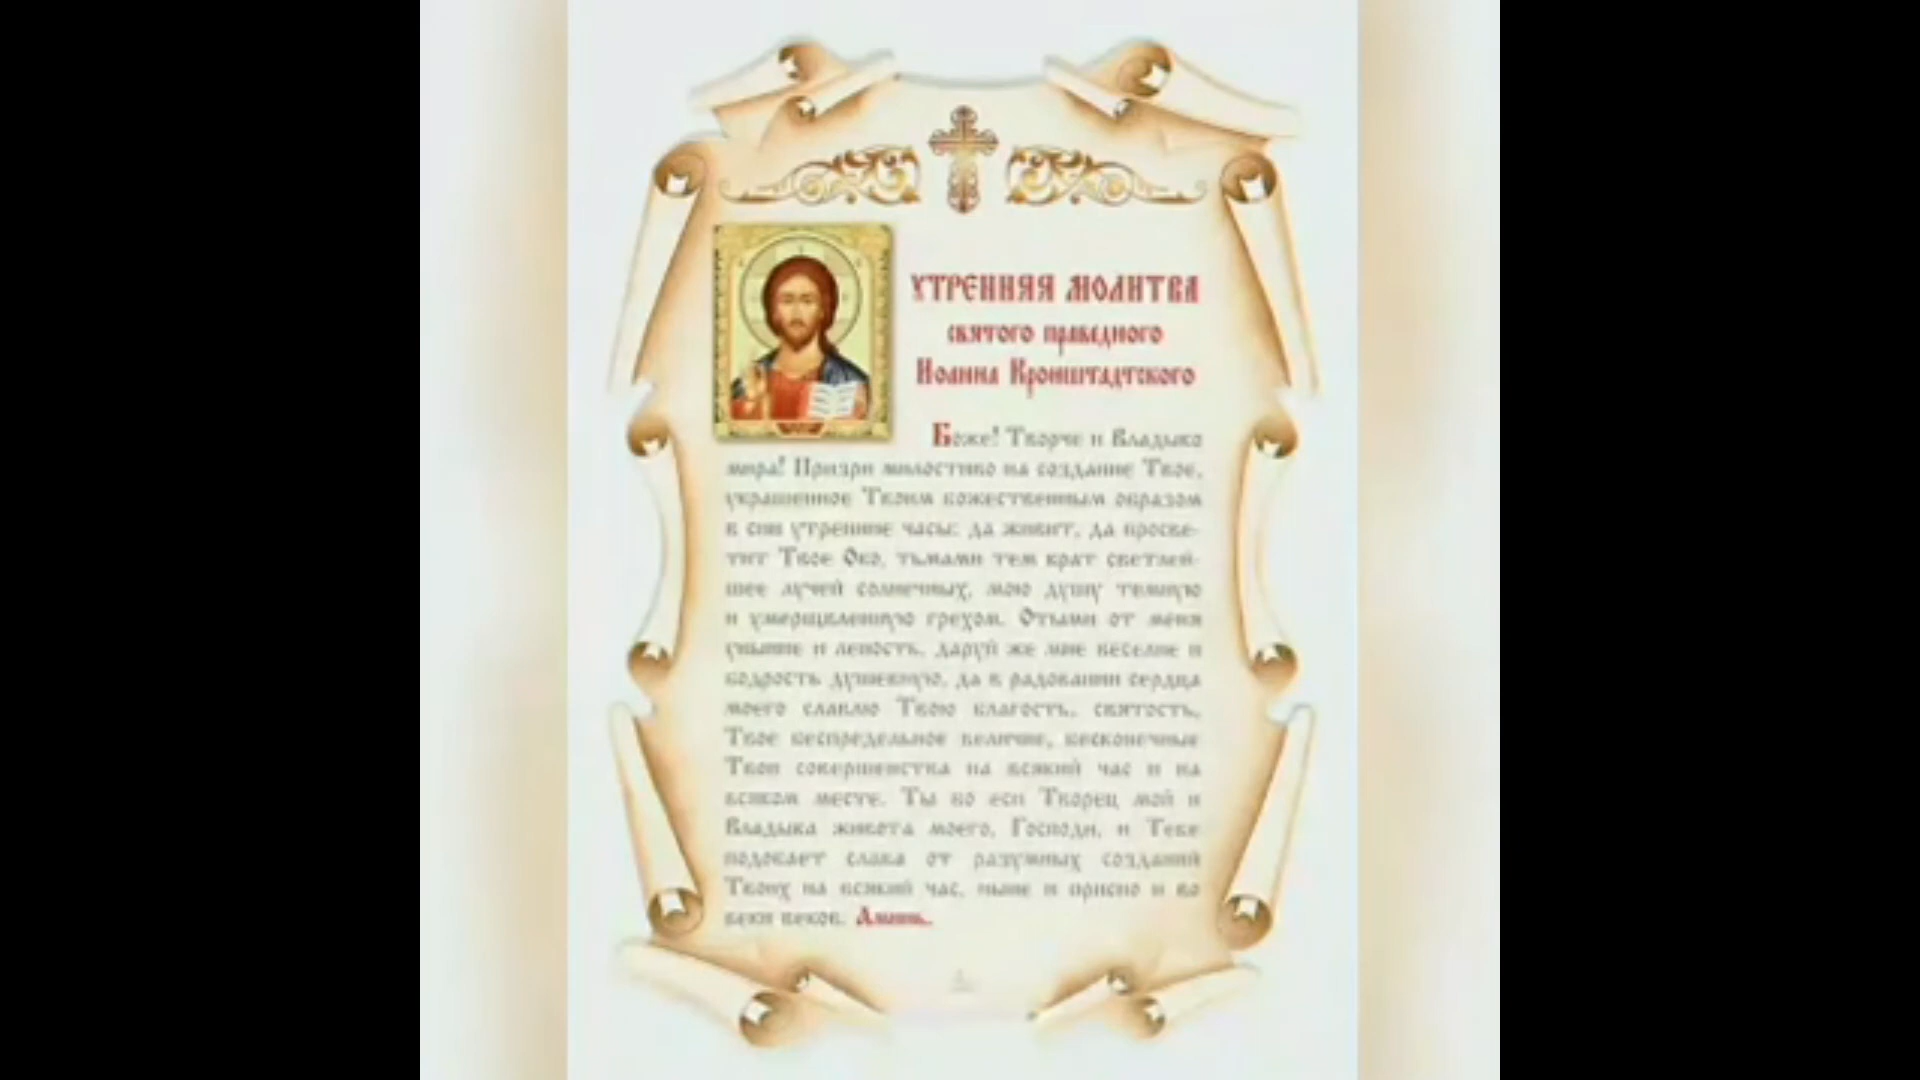 УТРЕННЯЯ МОЛИТВА
святого праведного
Иоанна Кронштадтского
Боже! Творче и Владыко
мира! Призри милостиво на создание Твое,
украшенное Твоим божественным образом
в сии утренние часы: да живит, да просве-
тит Твое Око, тьмами тем крат светлей-
шее лучей солнечных, мою душу темную
и умерщвленную грехом. Отыми от меня
уныние и леность, даруй же мне веселие и
бодрость душевную, да в радовании сердца
моего славлю Твою благость, святость,
Твое беспредельное величие, бесконечные
Твои совершенства на всякий час и на
всяком месте. Ты бо еси Творец мой и
Владыка живота моего, Господи, и Тебе
подобает слава от разумных созданий
Твоих на всякий час, ныне и присно и во
веки веков. Аминь.